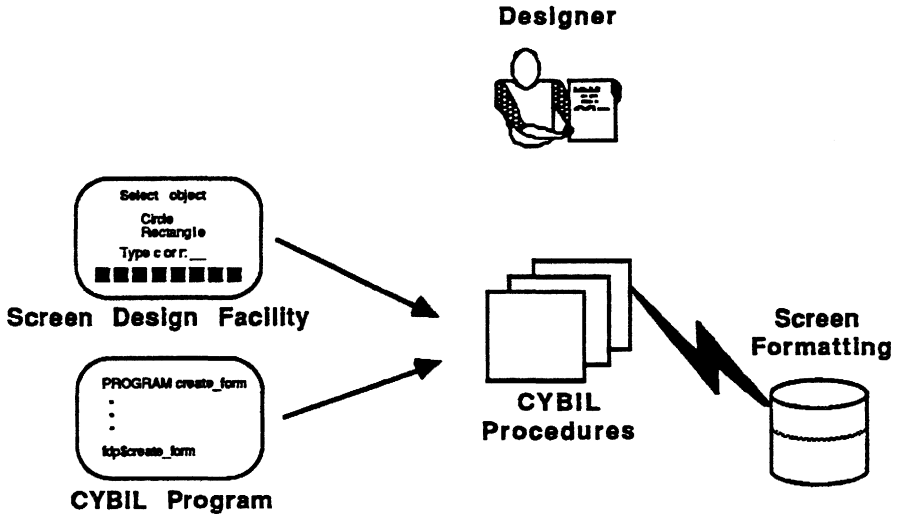 Designer
Select object
Circle
Rectangle
Type c or r: __
Screen Design Facility
PROGRAM create_form
fdp$create_form
CYBIL Program
CYBIL
Procedures
Screen
Formatting